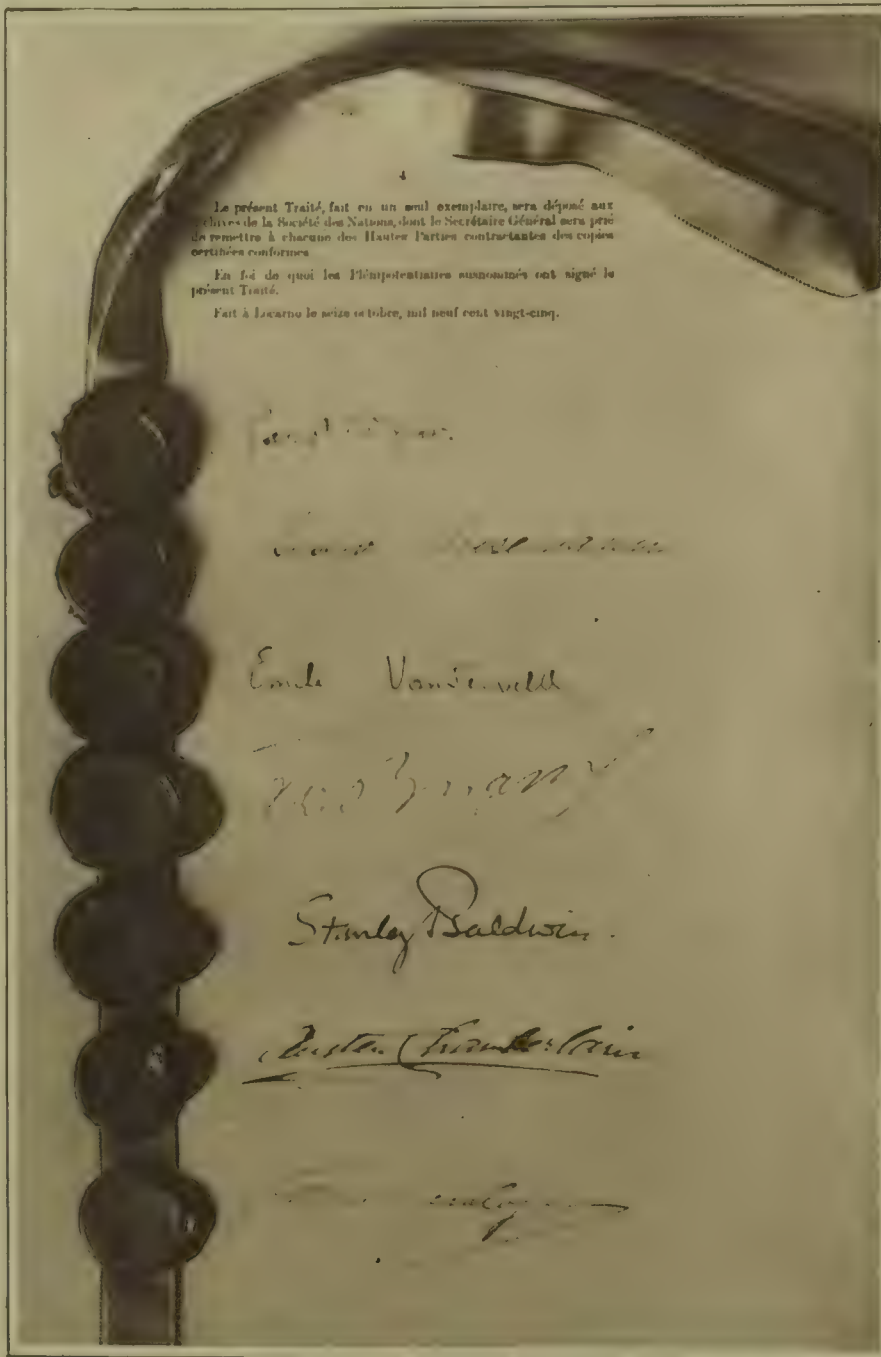 4
Le présent Traité, fait en un seul exemplaire, sera déposé aux
Archives de la Société des Nations, dont le Secrétaire Général sera prié
de remettre à chacune des Hautes Parties contractantes des copies
certifiées conformes
En foi de quoi les Plénipotentiaires susnommés ont signé le
présent Traité.
Fait à Locarno le seize octobre, mil neuf cent vingt-cinq.
Emile Vandervelde
Stanley Baldwin.
Austen Chamberlain